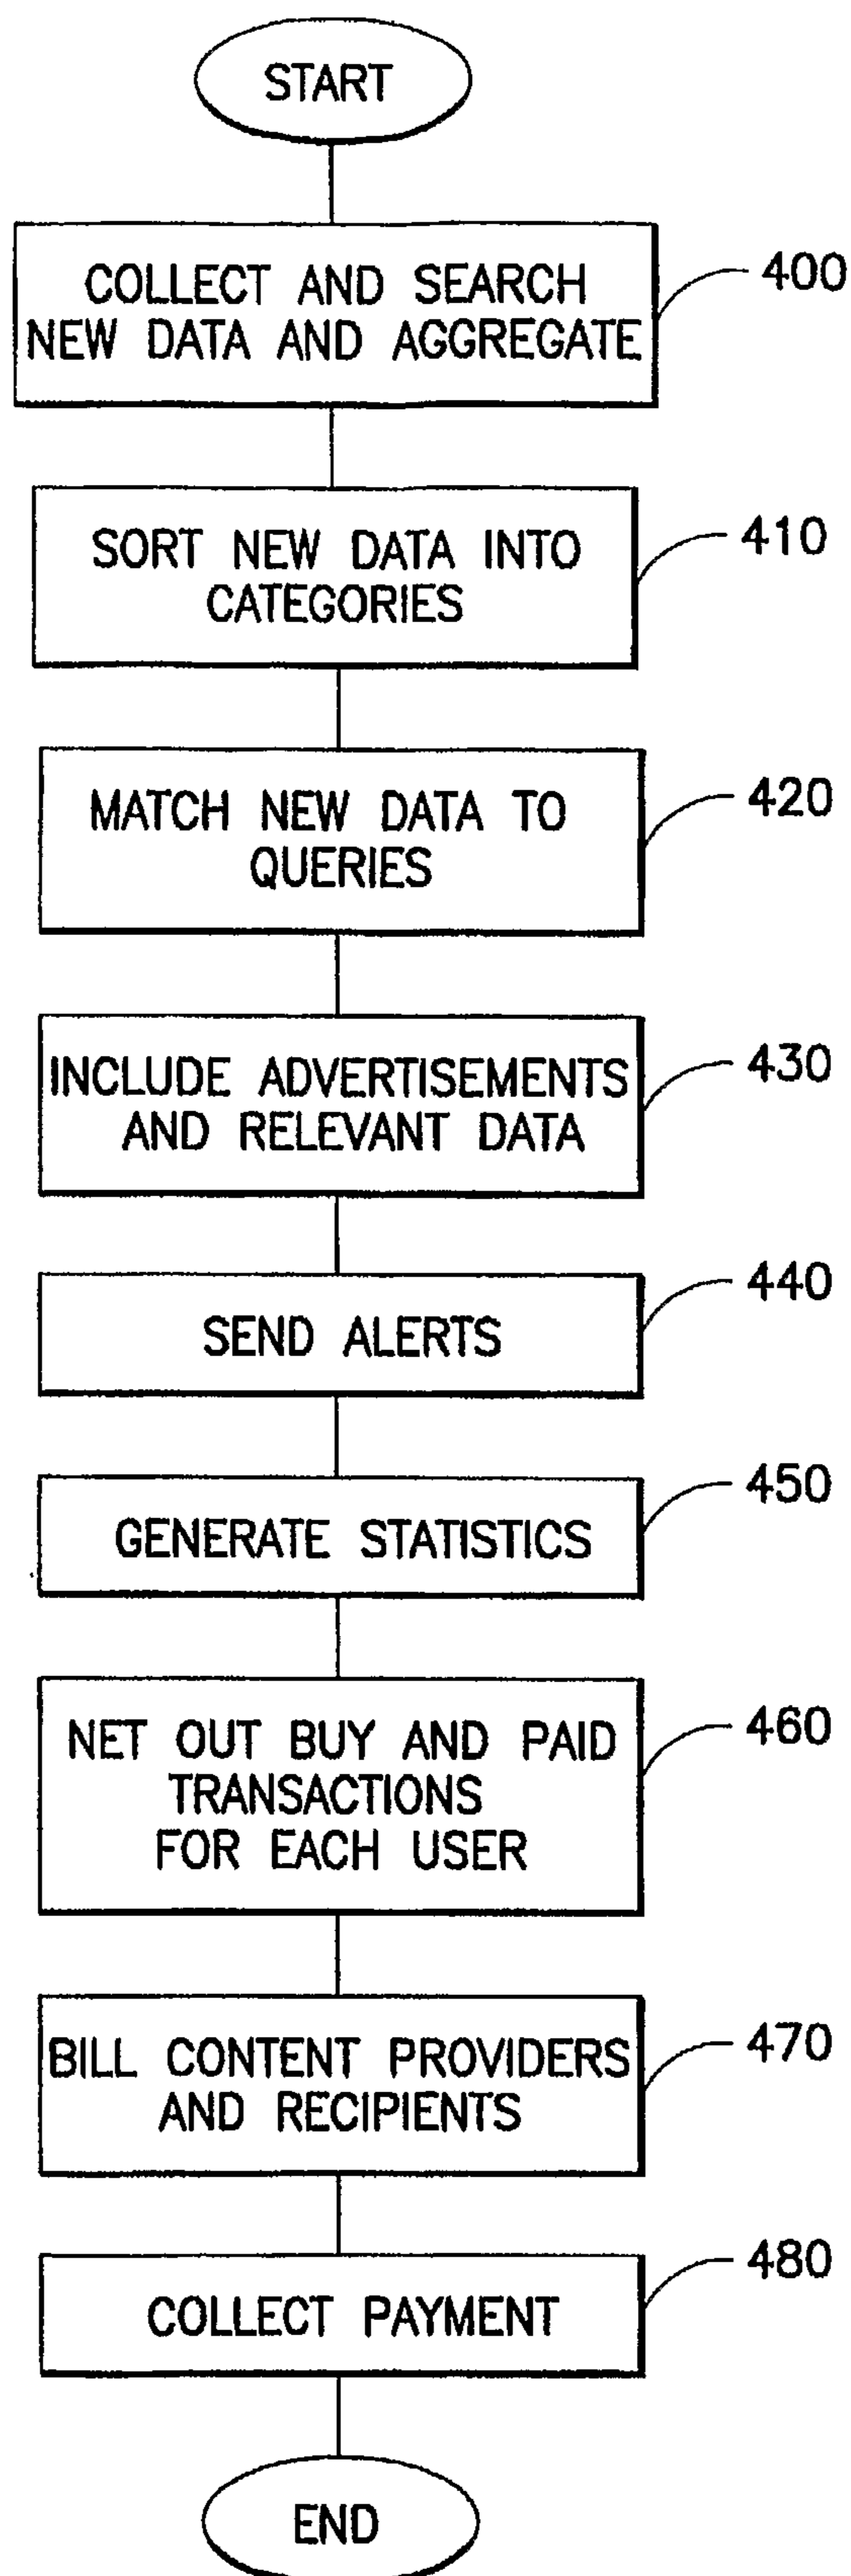 START
COLLECT AND SEARCH
NEW DATA AND AGGREGATE
400
SORT NEW DATA INTO
CATEGORIES
410
MATCH NEW DATA TO
QUERIES
420
INCLUDE ADVERTISEMENTS
AND RELEVANT DATA
430
SEND ALERTS
440
GENERATE STATISTICS
450
NET OUT BUY AND PAID
TRANSACTIONS
FOR EACH USER
460
BILL CONTENT PROVIDERS
AND RECIPIENTS
470
COLLECT PAYMENT
480
END